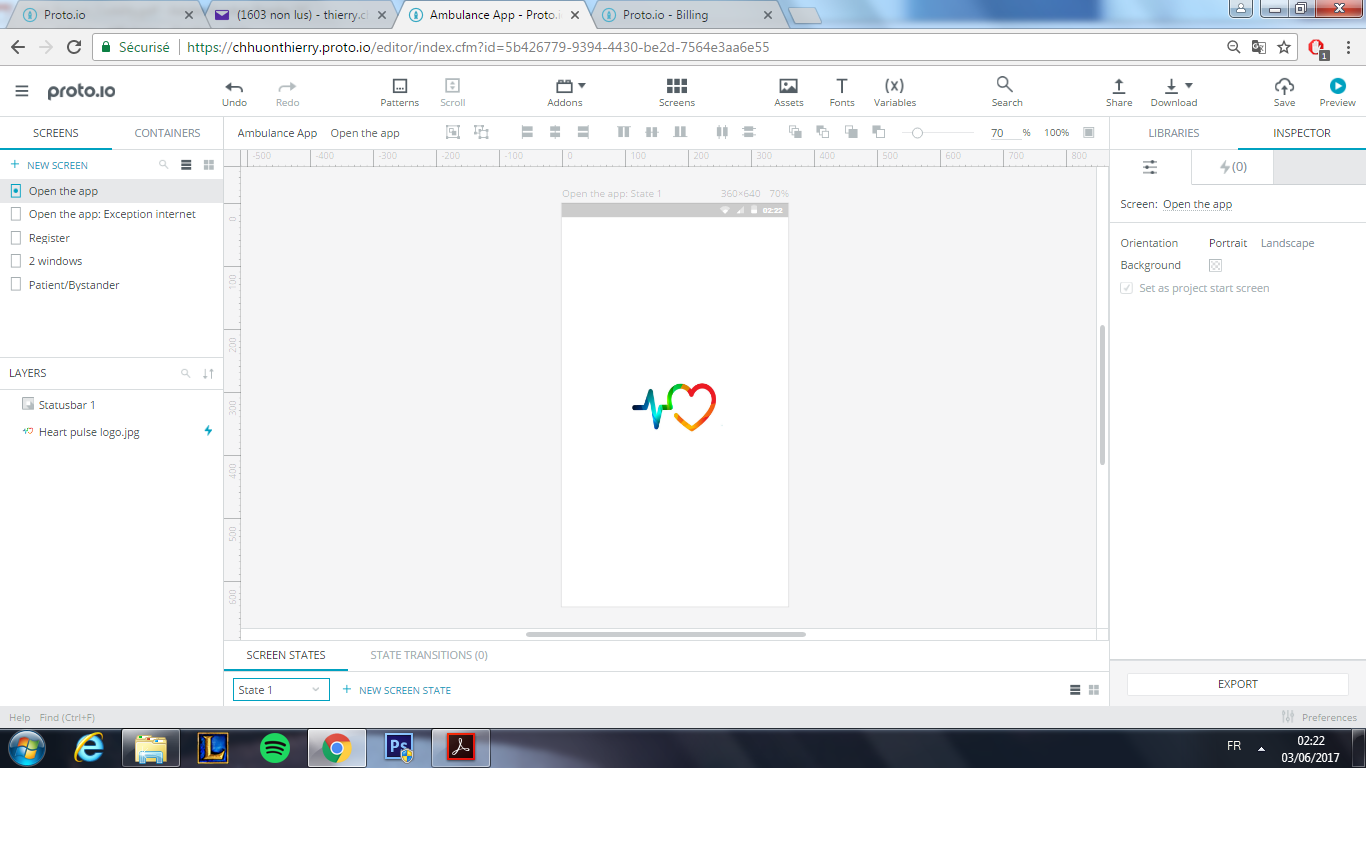 Proto.io
(1603 non lus) - thierry.c
Ambulance App - Proto.i
Proto.io - Billing
Sécurisé
https://chhuonthierry.proto.io/editor/index.cfm?id=5b426779-9394-4430-be2d-7564e3aa6e55
1
proto.io
Undo
Redo
Patterns
Scroll
Addons
Screens
Assets
T
Fonts
(x)
Variables
Search
Share
Download
Save
Preview
SCREENS
CONTAINERS
Ambulance App
Open the app
70 %
100%
LIBRARIES
INSPECTOR
+ NEW SCREEN
Open the app
Open the app: Exception internet
Register
2 windows
Patient/Bystander
LAYERS
Statusbar 1
Heart pulse logo.jpg
-500 -400 -300 -200 -100 0 100 200 300 400 500 600 700 800
0
100
200
300
400
500
600
Open the app: State 1 360×640 70%
02:22
(0)
Screen: Open the app
Orientation Portrait Landscape
Background
Set as project start screen
SCREEN STATES
STATE TRANSITIONS (0)
State 1
+ NEW SCREEN STATE
EXPORT
Help Find (Ctrl+F)
Preferences
L
Ps
FR
02:22
03/06/2017